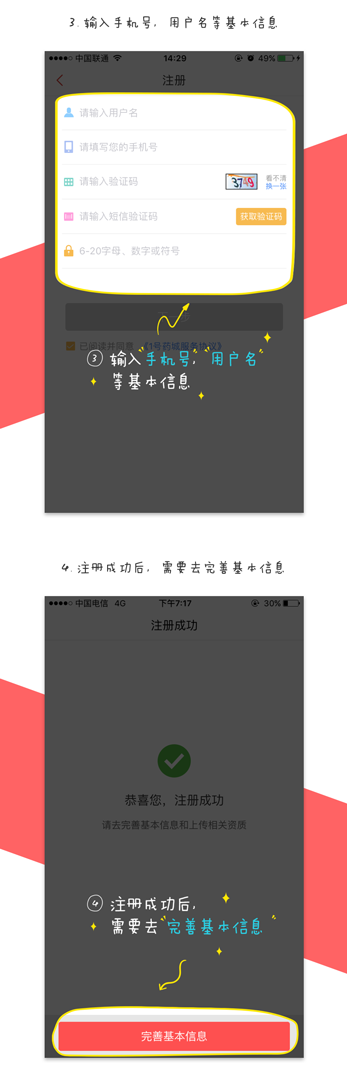 3. 输入手机号，用户名等基本信息
中国联通
14:29
49%
注册
请输入用户名
请填写您的手机号
请输入验证码
3749
看不清
换一张
请输入短信验证码
获取验证码
6-20字母、数字或符号
已阅读并同意《1号药城服务协议》
③ 输入"手机号，"用户名"
等基本信息
4. 注册成功后，需要去完善基本信息
中国电信 4G
下午7:17
30%
注册成功
恭喜您，注册成功
请去完善基本信息和上传相关资质
④ 注册成功后，
需要去"完善基本信息"
完善基本信息